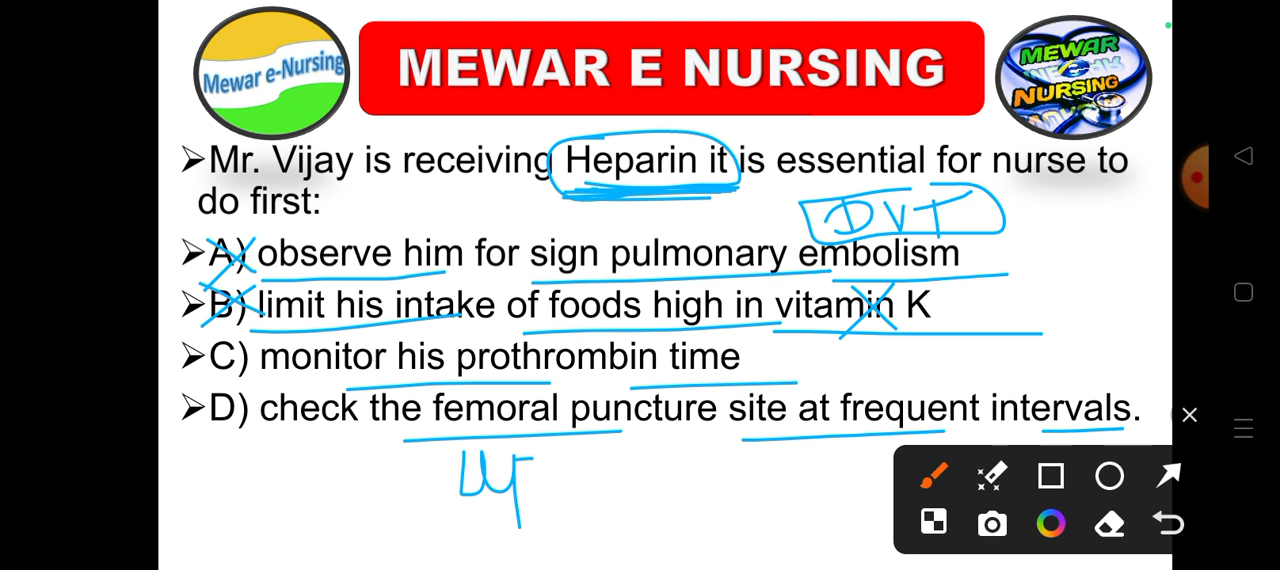 Mewar e-Nursing
MEWAR E NURSING
MEWAR
NURSING
➢Mr. Vijay is receiving Heparin it is essential for nurse to
do first:
DVT
➢A) observe him for sign pulmonary embolism
➢B) limit his intake of foods high in vitamin K
➢C) monitor his prothrombin time
➢D) check the femoral puncture site at frequent intervals.